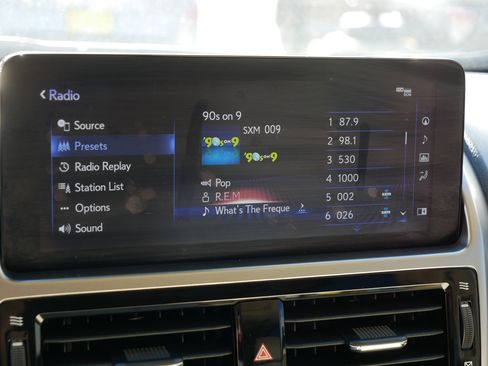 < Radio
Source
Presets
Radio Replay
Station List
Options
Sound
90s on 9
SXM 009
'90s on 9
'90s on 9
Pop
R.E.M
What's The Freque >
1 87.9
2 98.1
3 530
4 1000
5 002
6 026